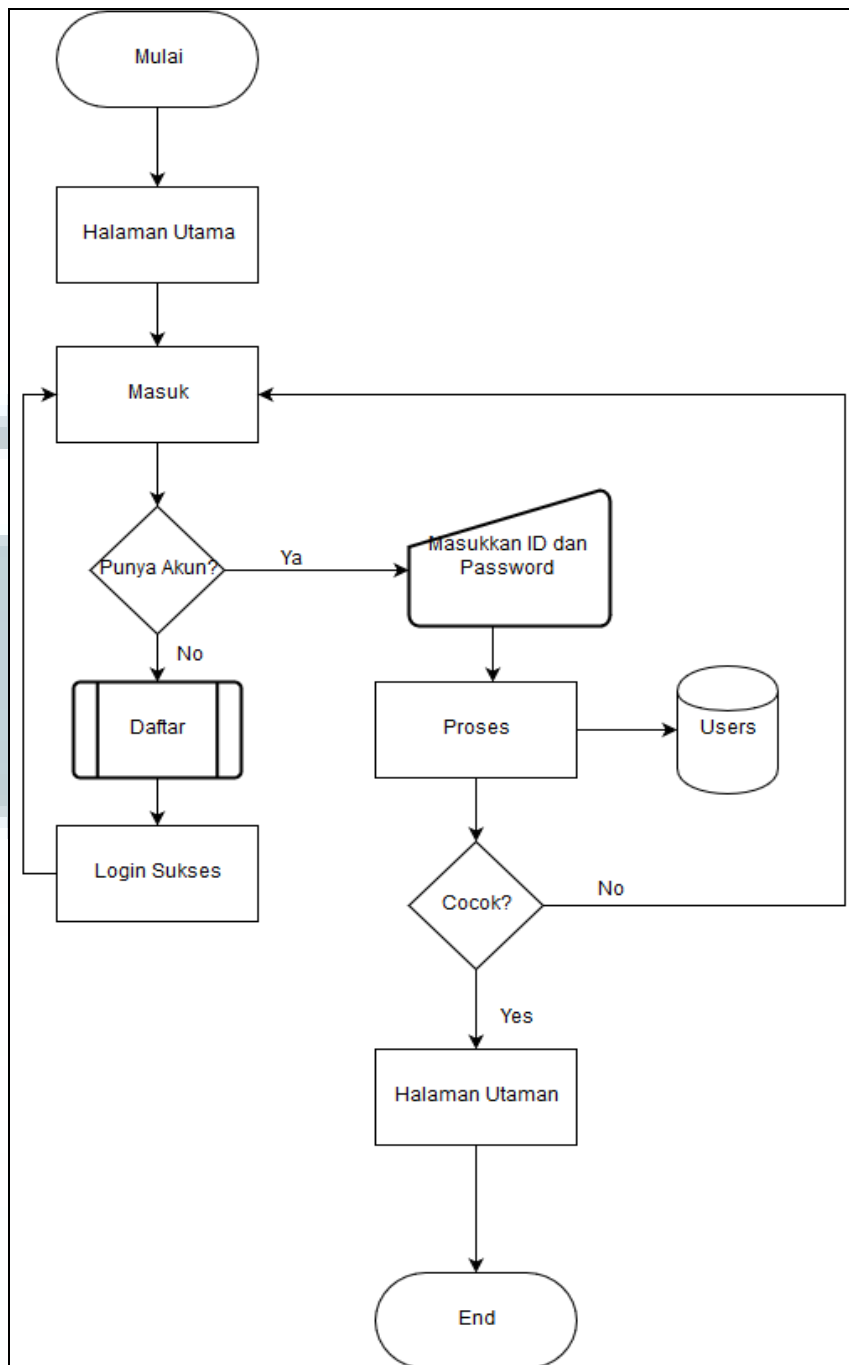 Mulai
Halaman Utama
Masuk
Punya Akun?
Ya
Masukkan ID dan
Password
No
Daftar
Proses
Users
Login Sukses
Cocok?
No
Yes
Halaman Utaman
End